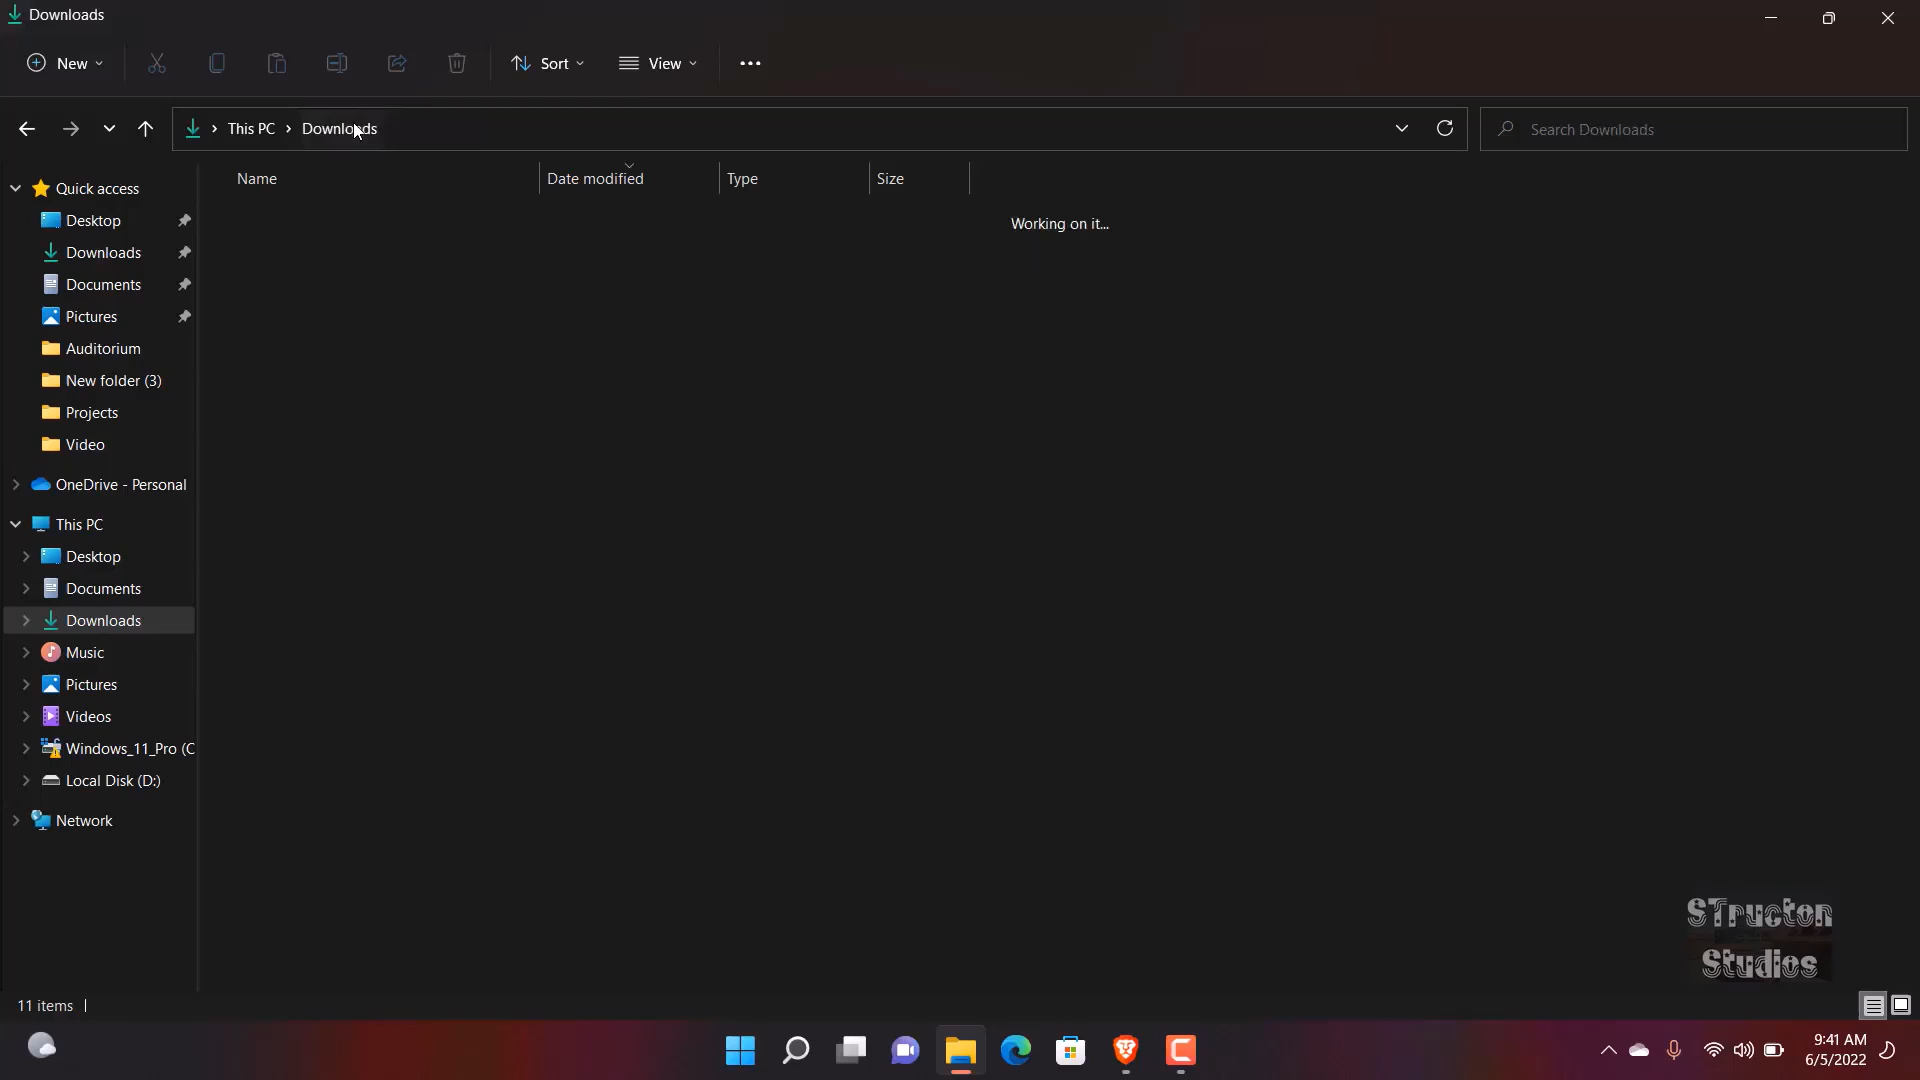 Downloads
New
Sort
View
This PC
Downloads
Search Downloads
Name
Date modified
Type
Size
Working on it...
Quick access
Desktop
Downloads
Documents
Pictures
Auditorium
New folder (3)
Projects
Video
OneDrive - Personal
This PC
Desktop
Documents
Downloads
Music
Pictures
Videos
Windows_11_Pro (C
Local Disk (D:)
Network
STructon
Studios
11 items
9:41 AM
6/5/2022